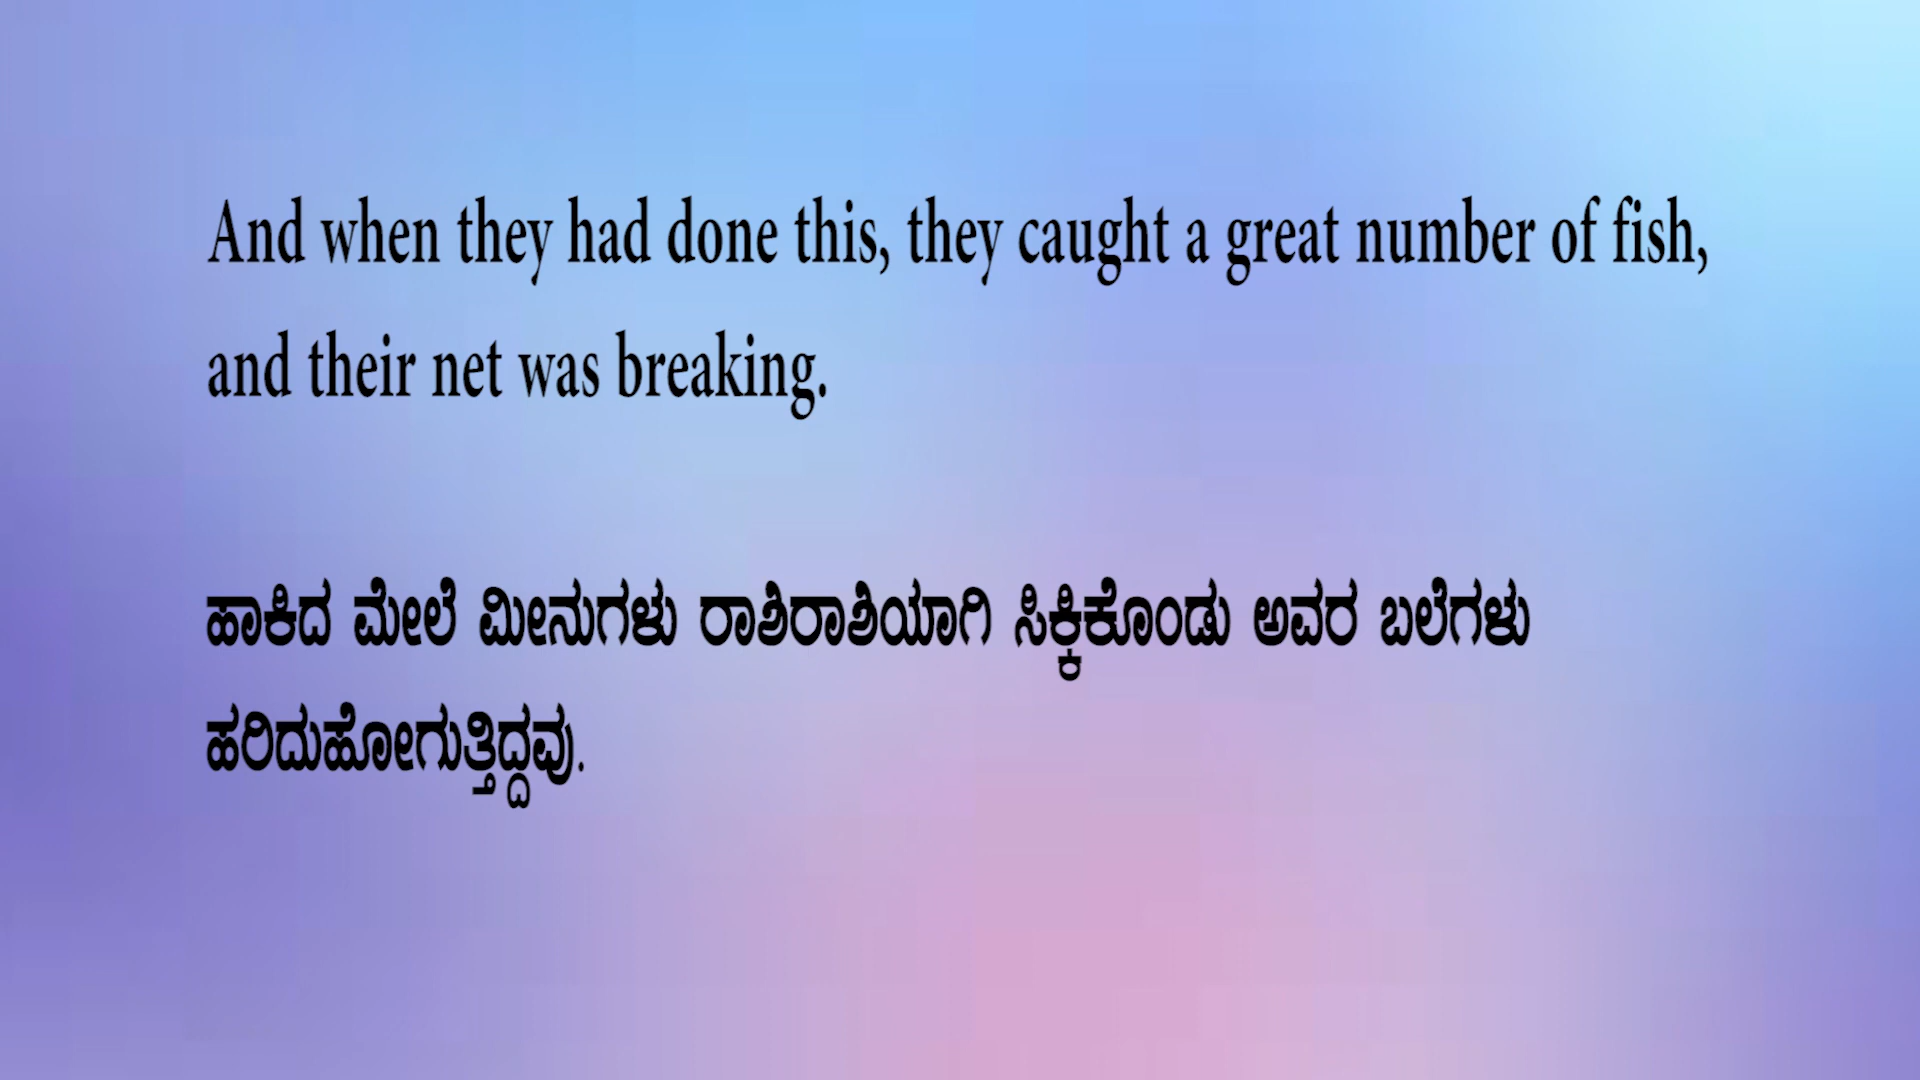 And when they had done this, they caught a great number of fish,
and their net was breaking.
ಹಾಕಿದ ಮೇಲೆ ಮೀನುಗಳು ರಾಶಿರಾಶಿಯಾಗಿ ಸಿಕ್ಕಿಕೊಂಡು ಅವರ ಬಲೆಗಳು
ಹರಿದುಹೋಗುತ್ತಿದ್ದವು.